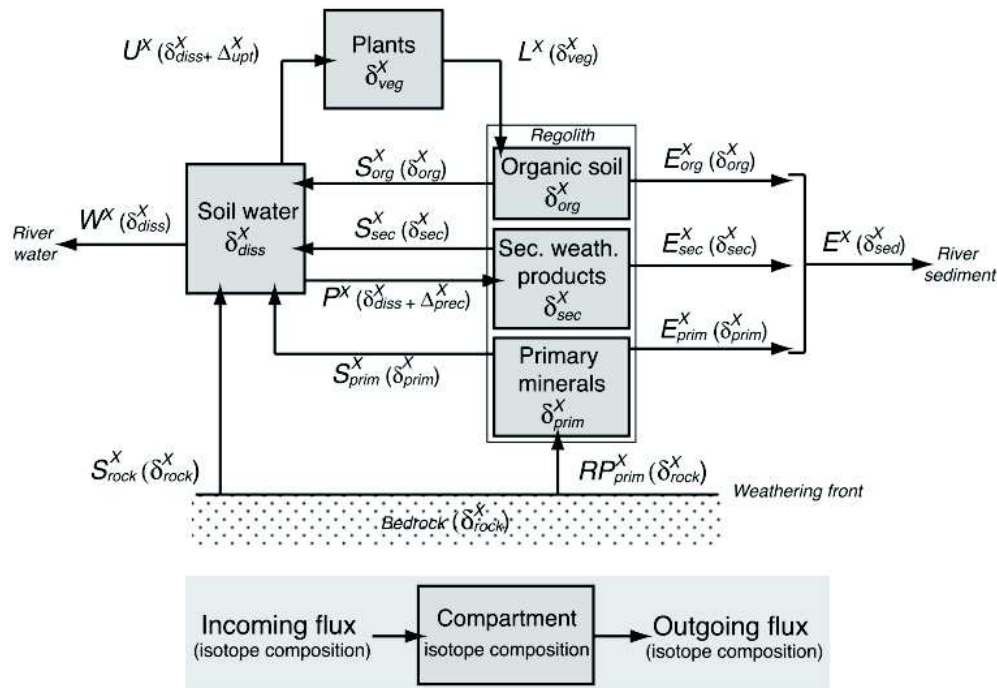 U^X (δ^X_diss + Δ^X_upt)
Plants
δ^X_veg
L^X (δ^X_veg)
Regolith
S^X_org (δ^X_org)
Organic soil
δ^X_org
E^X_org (δ^X_org)
River
water
W^X (δ^X_diss)
Soil water
δ^X_diss
S^X_sec (δ^X_sec)
P^X (δ^X_diss + Δ^X_prec)
Sec. weath.
products
δ^X_sec
E^X_sec (δ^X_sec)
E^X (δ^X_sed)
River
sediment
S^X_prim (δ^X_prim)
Primary
minerals
δ^X_prim
E^X_prim (δ^X_prim)
S^X_rock (δ^X_rock)
RP^X_prim (δ^X_rock)
Weathering front
Bedrock (δ^X_rock)
Incoming flux
(isotope composition)
Compartment
isotope composition
Outgoing flux
(isotope composition)